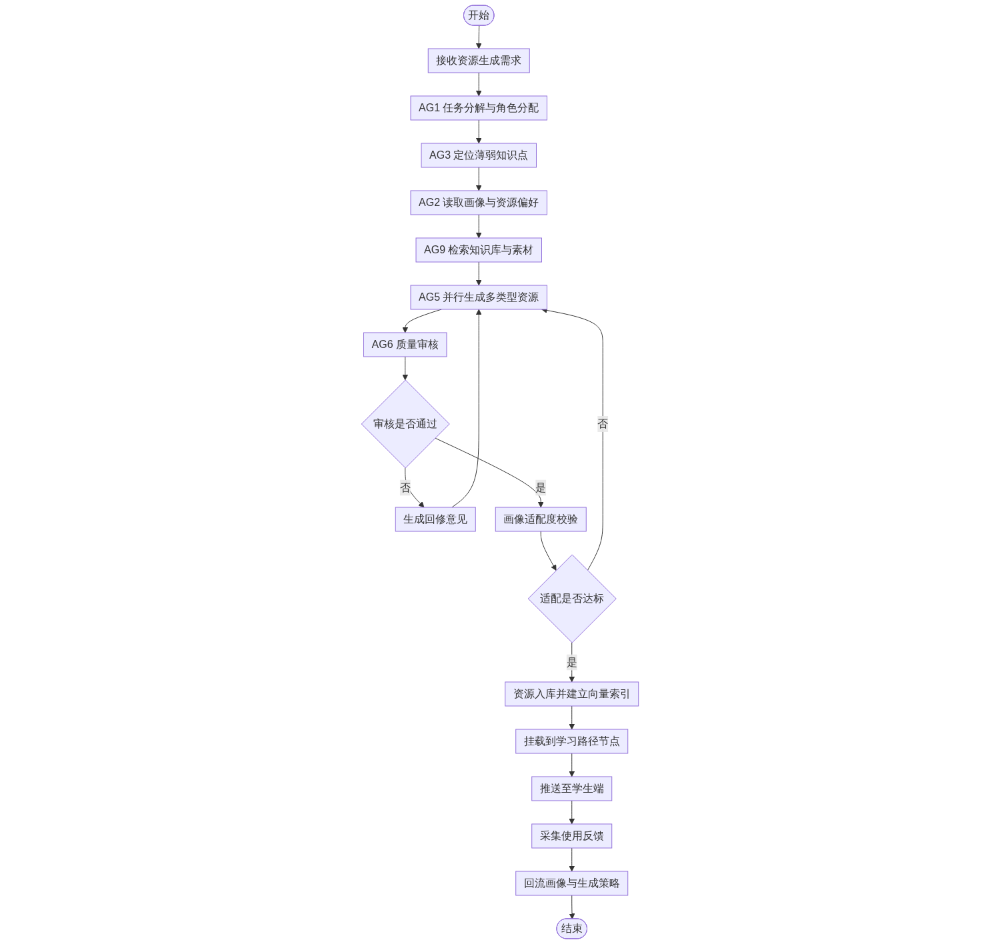 开始
接收资源生成需求
AG1 任务分解与角色分配
AG3 定位薄弱知识点
AG2 读取画像与资源偏好
AG9 检索知识库与素材
AG5 并行生成多类型资源
AG6 质量审核
审核是否通过
否
否
是
生成回修意见
画像适配度校验
适配是否达标
是
资源入库并建立向量索引
挂载到学习路径节点
推送至学生端
采集使用反馈
回流画像与生成策略
结束